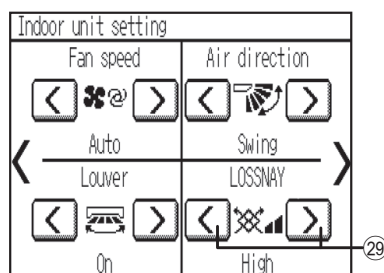 Indoor unit setting
Fan speed
Air direction
Auto
Swing
Louver
LOSSNAY
On
High
29